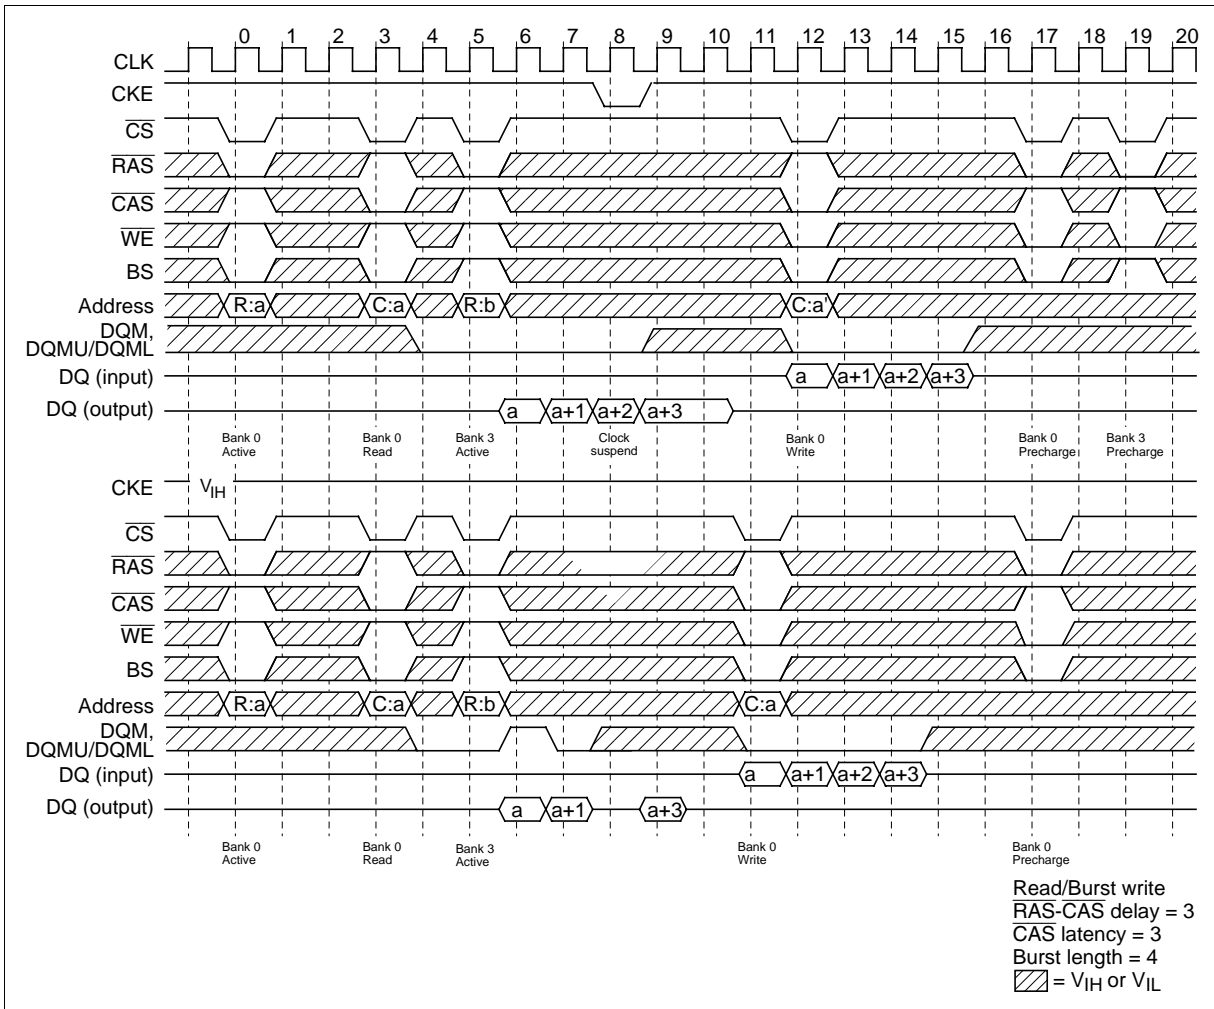 0 1 2 3 4 5 6 7 8 9 10 11 12 13 14 15 16 17 18 19 20
CLK
CKE
CS
RAS
CAS
WE
BS
Address R:a C:a R:b C:a'
DQM,
DQMU/DQML
DQ (input) a a+1 a+2 a+3
DQ (output) a a+1 a+2 a+3
Bank 0 Bank 0 Bank 3 Clock Bank 0 Bank 0 Bank 3
Active Read Active suspend Write Precharge Precharge
CKE VIH
CS
RAS
CAS
WE
BS
Address R:a C:a R:b C:a
DQM,
DQMU/DQML
DQ (input) a a+1 a+2 a+3
DQ (output) a a+1 a+3
Bank 0 Bank 0 Bank 3 Bank 0 Bank 0
Active Read Active Write Precharge
Read/Burst write
RAS-CAS delay = 3
CAS latency = 3
Burst length = 4
= VIH or VIL